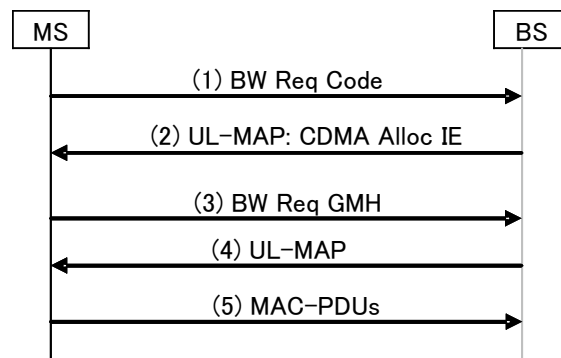 MS
BS
(1) BW Req Code
(2) UL-MAP: CDMA Alloc IE
(3) BW Req GMH
(4) UL-MAP
(5) MAC-PDUs